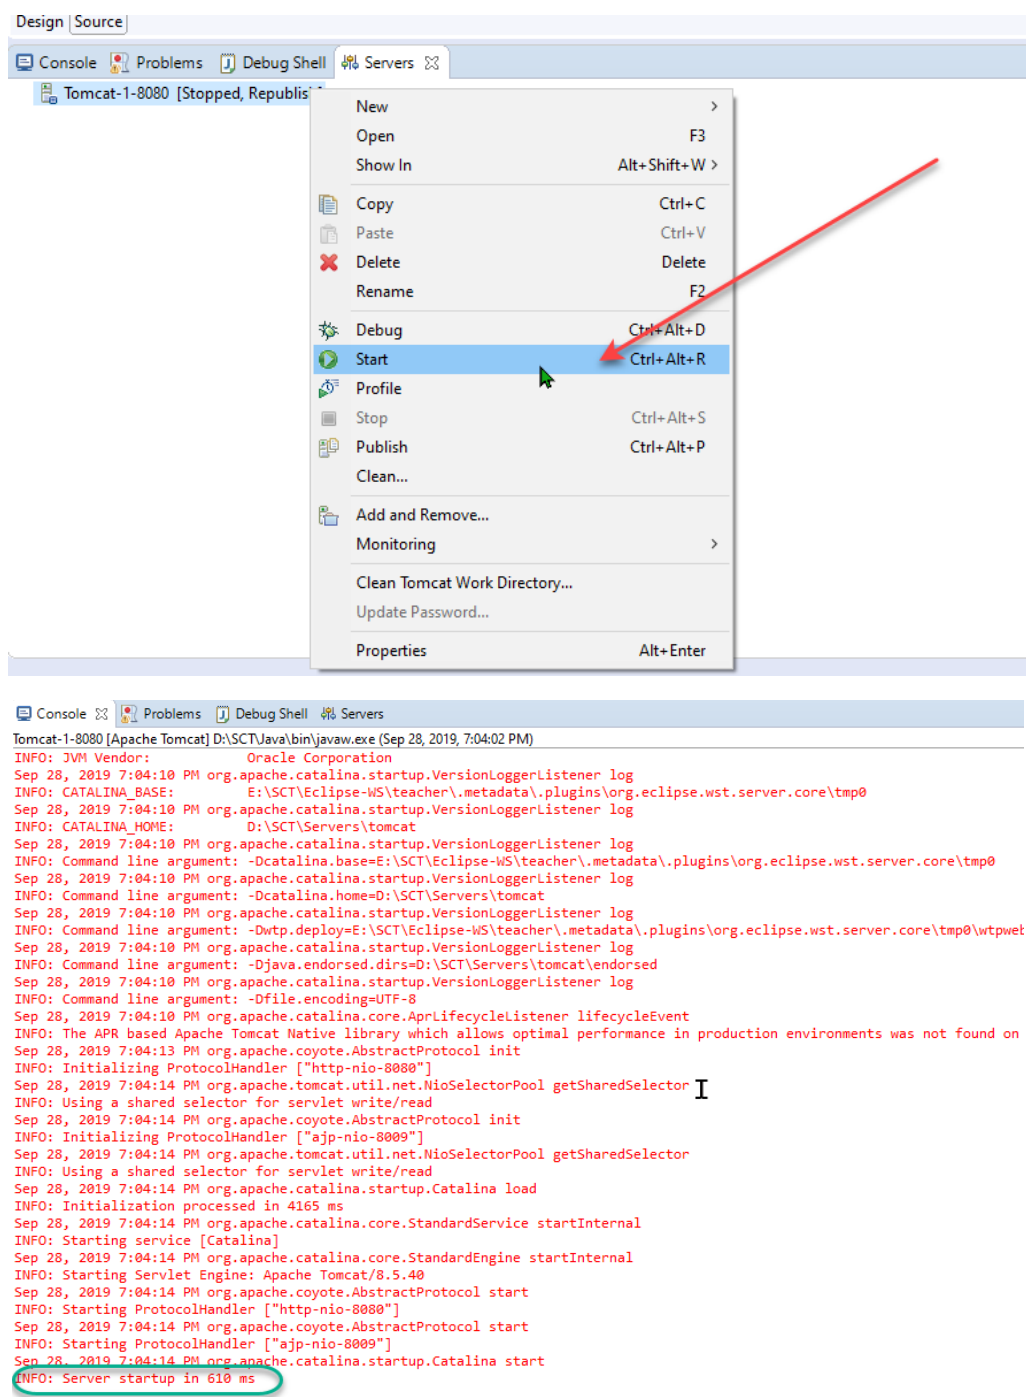 Design Source
Console Problems Debug Shell Servers
Tomcat-1-8080 [Stopped, Republis
New
Open F3
Show In Alt+Shift+W
Copy Ctrl+C
Paste Ctrl+V
Delete Delete
Rename F2
Debug Ctrl+Alt+D
Start Ctrl+Alt+R
Profile
Stop Ctrl+Alt+S
Publish Ctrl+Alt+P
Clean...
Add and Remove...
Monitoring
Clean Tomcat Work Directory...
Update Password...
Properties Alt+Enter
Console Problems Debug Shell Servers
Tomcat-1-8080 [Apache Tomcat] D:\SCT\Java\bin\javaw.exe (Sep 28, 2019, 7:04:02 PM)
INFO: JVM Vendor: Oracle Corporation
Sep 28, 2019 7:04:10 PM org.apache.catalina.startup.VersionLoggerListener log
INFO: CATALINA_BASE: E:\SCT\Eclipse-WS\teacher\.metadata\.plugins\org.eclipse.wst.server.core\tmp0
Sep 28, 2019 7:04:10 PM org.apache.catalina.startup.VersionLoggerListener log
INFO: CATALINA_HOME: D:\SCT\Servers\tomcat
Sep 28, 2019 7:04:10 PM org.apache.catalina.startup.VersionLoggerListener log
INFO: Command line argument: -Dcatalina.base=E:\SCT\Eclipse-WS\teacher\.metadata\.plugins\org.eclipse.wst.server.core\tmp0
Sep 28, 2019 7:04:10 PM org.apache.catalina.startup.VersionLoggerListener log
INFO: Command line argument: -Dcatalina.home=D:\SCT\Servers\tomcat
Sep 28, 2019 7:04:10 PM org.apache.catalina.startup.VersionLoggerListener log
INFO: Command line argument: -Dwtp.deploy=E:\SCT\Eclipse-WS\teacher\.metadata\.plugins\org.eclipse.wst.server.core\tmp0\wtpweb
Sep 28, 2019 7:04:10 PM org.apache.catalina.startup.VersionLoggerListener log
INFO: Command line argument: -Djava.endorsed.dirs=D:\SCT\Servers\tomcat\endorsed
Sep 28, 2019 7:04:10 PM org.apache.catalina.startup.VersionLoggerListener log
INFO: Command line argument: -Dfile.encoding=UTF-8
Sep 28, 2019 7:04:10 PM org.apache.catalina.core.AprLifecycleListener lifecycleEvent
INFO: The APR based Apache Tomcat Native library which allows optimal performance in production environments was not found on
Sep 28, 2019 7:04:13 PM org.apache.coyote.AbstractProtocol init
INFO: Initializing ProtocolHandler ["http-nio-8080"]
Sep 28, 2019 7:04:14 PM org.apache.tomcat.util.net.NioSelectorPool getSharedSelector
INFO: Using a shared selector for servlet write/read
Sep 28, 2019 7:04:14 PM org.apache.coyote.AbstractProtocol init
INFO: Initializing ProtocolHandler ["ajp-nio-8009"]
Sep 28, 2019 7:04:14 PM org.apache.tomcat.util.net.NioSelectorPool getSharedSelector
INFO: Using a shared selector for servlet write/read
Sep 28, 2019 7:04:14 PM org.apache.catalina.startup.Catalina load
INFO: Initialization processed in 4165 ms
Sep 28, 2019 7:04:14 PM org.apache.catalina.core.StandardService startInternal
INFO: Starting service [Catalina]
Sep 28, 2019 7:04:14 PM org.apache.catalina.core.StandardEngine startInternal
INFO: Starting Servlet Engine: Apache Tomcat/8.5.40
Sep 28, 2019 7:04:14 PM org.apache.coyote.AbstractProtocol start
INFO: Starting ProtocolHandler ["http-nio-8080"]
Sep 28, 2019 7:04:14 PM org.apache.coyote.AbstractProtocol start
INFO: Starting ProtocolHandler ["ajp-nio-8009"]
Sep 28, 2019 7:04:14 PM org.apache.catalina.startup.Catalina start
INFO: Server startup in 610 ms